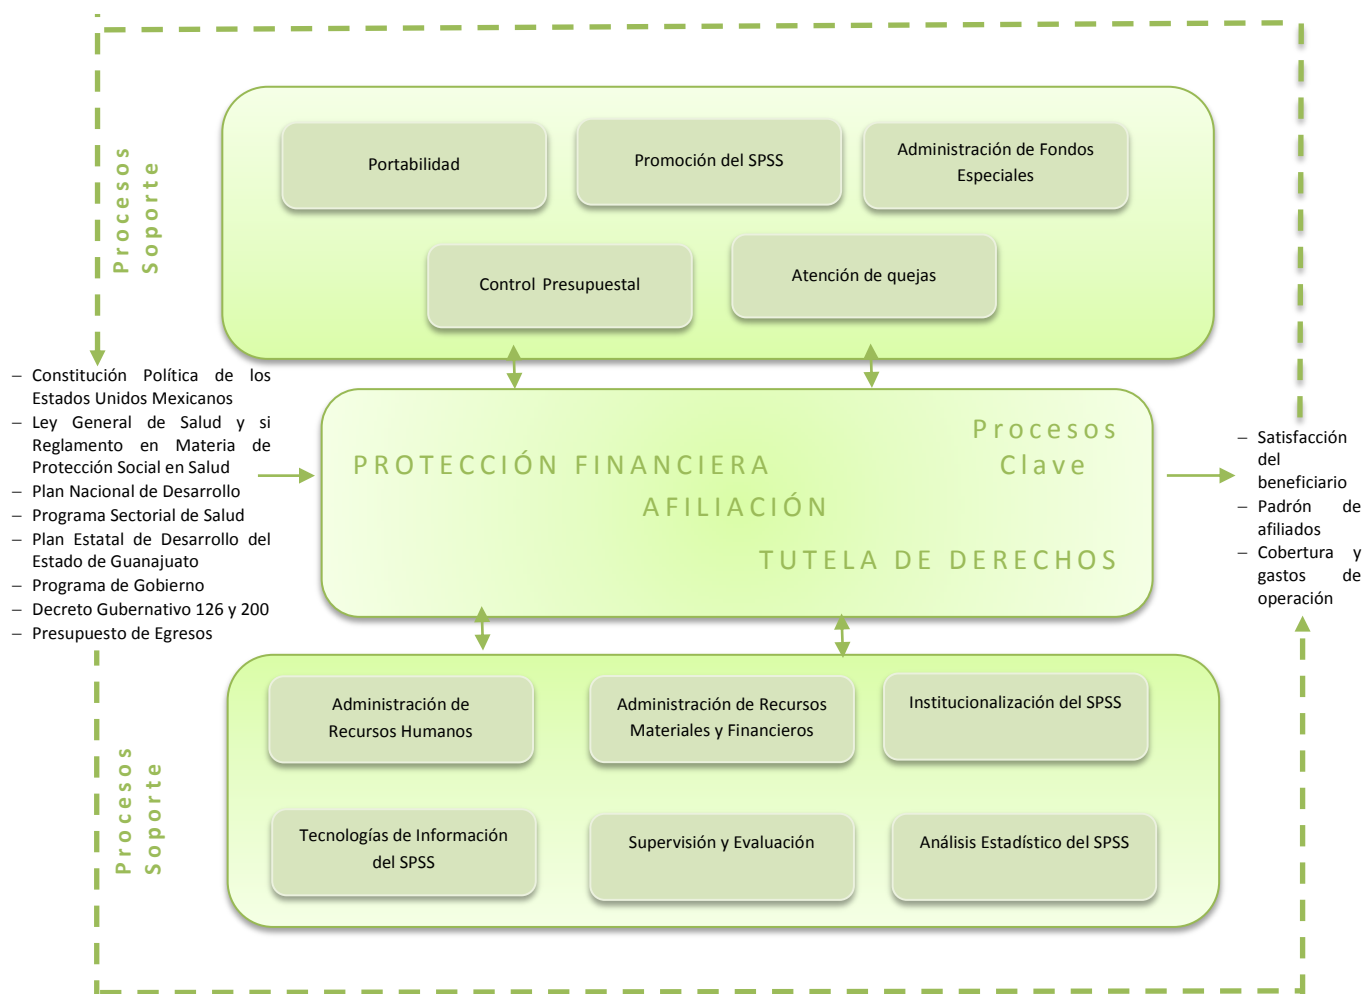 Procesos
Soporte
Portabilidad
Promoción del SPSS
Administración de Fondos
Especiales
Control Presupuestal
Atención de quejas
– Constitución Política de los
Estados Unidos Mexicanos
– Ley General de Salud y si
Reglamento en Materia de
Protección Social en Salud
– Plan Nacional de Desarrollo
– Programa Sectorial de Salud
– Plan Estatal de Desarrollo del
Estado de Guanajuato
– Programa de Gobierno
– Decreto Gubernativo 126 y 200
– Presupuesto de Egresos
Procesos
Clave
PROTECCIÓN FINANCIERA
AFILIACIÓN
TUTELA DE DERECHOS
– Satisfacción
del
beneficiario
– Padrón de
afiliados
– Cobertura y
gastos de
operación
Procesos
Soporte
Administración de
Recursos Humanos
Administración de Recursos
Materiales y Financieros
Institucionalización del SPSS
Tecnologías de Información
del SPSS
Supervisión y Evaluación
Análisis Estadístico del SPSS